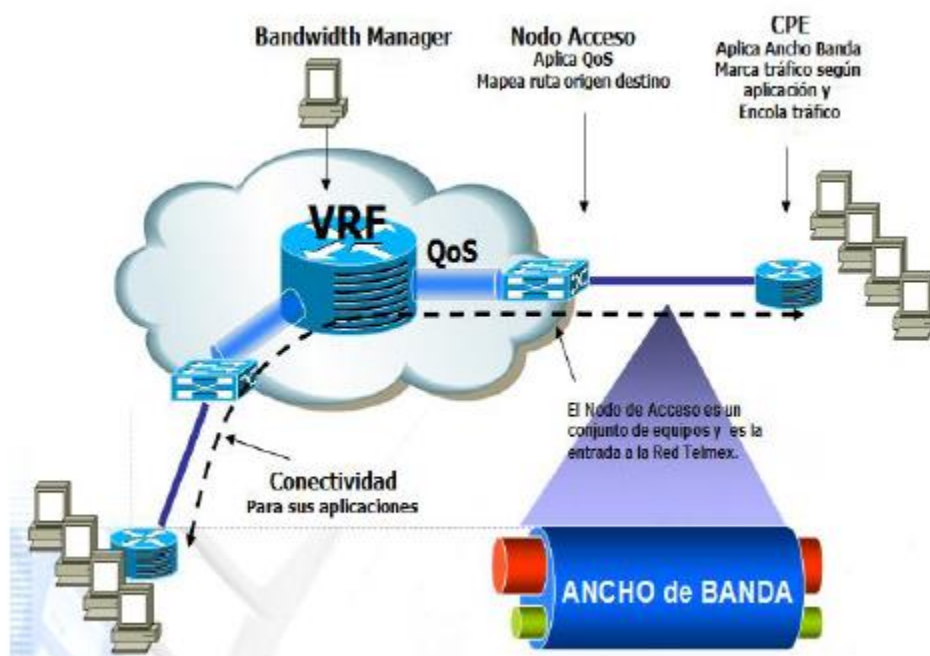 Bandwidth Manager
Nodo Acceso
Aplica QoS
Mapea ruta origen destino
CPE
Aplica Ancho Banda
Marca tráfico según
aplicación y
Encola tráfico
VRF
QoS
El Nodo de Acceso es un
conjunto de equipos y es la
entrada a la Red Telmex.
Conectividad
Para sus aplicaciones
ANCHO de BANDA